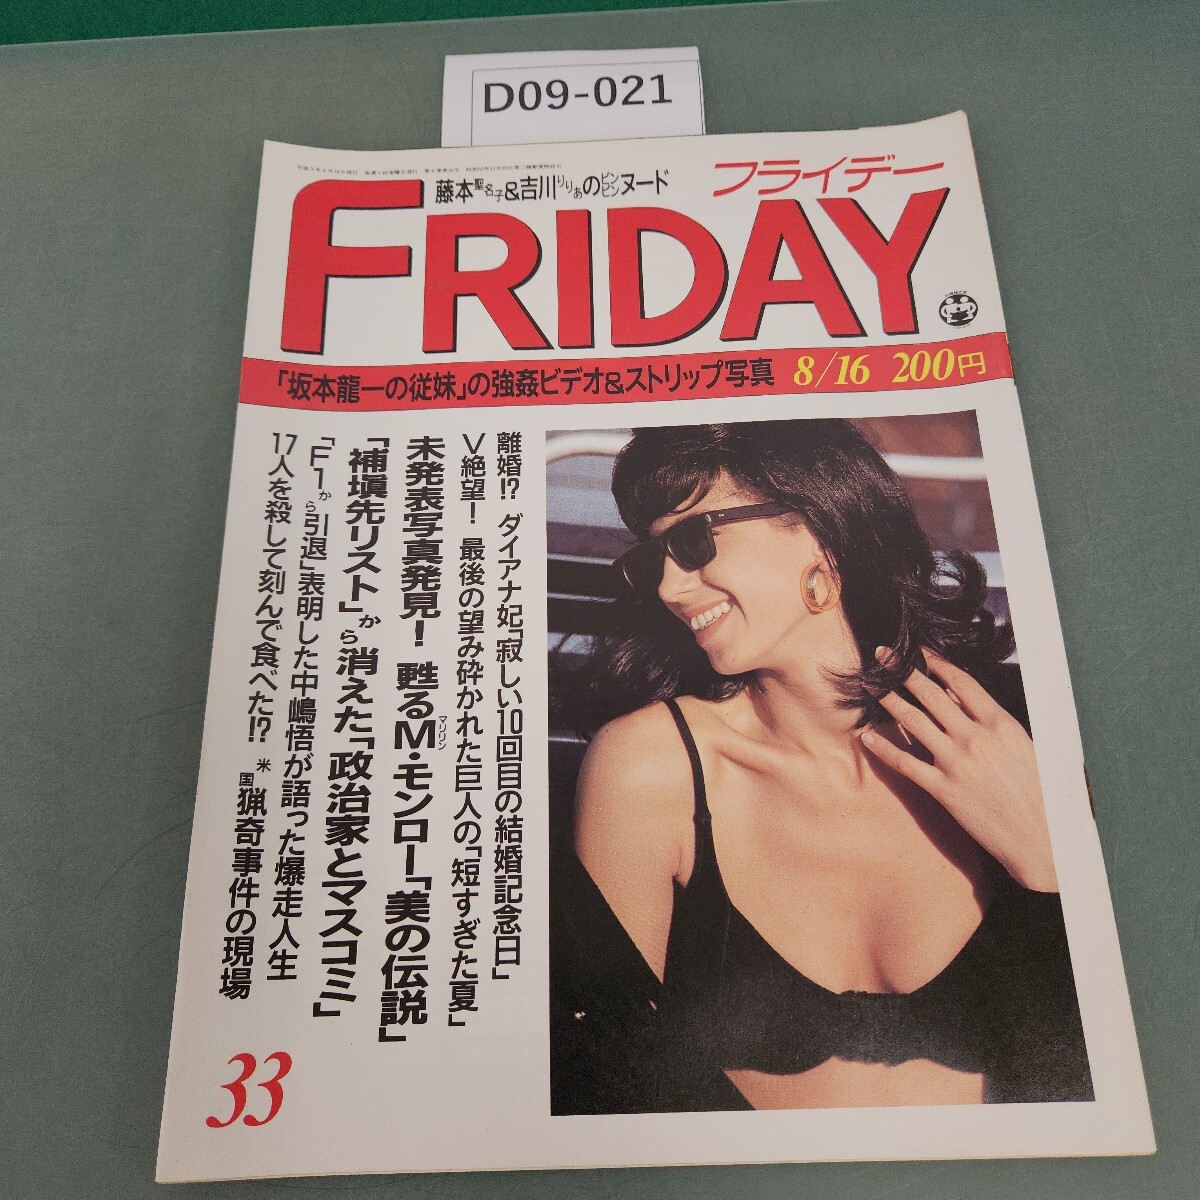 D09-021
藤本聖名子&吉川りりあのピンピンヌード
フライデー
FRIDAY
「坂本龍一の従妹」の強姦ビデオ&ストリップ写真 8/16 200円
離婚!? ダイアナ妃「寂しい10回目の結婚記念日」
V絶望! 最後の望み砕かれた巨人の「短すぎた夏」
未発表写真発見! 甦るM・モンロー「美の伝説」
マリリン
「補塡先リスト」から消えた「政治家とマスコミ」
「F1から引退」表明した中嶋悟が語った爆走人生
17人を殺して刻んで食べた!? 米国猟奇事件の現場
33